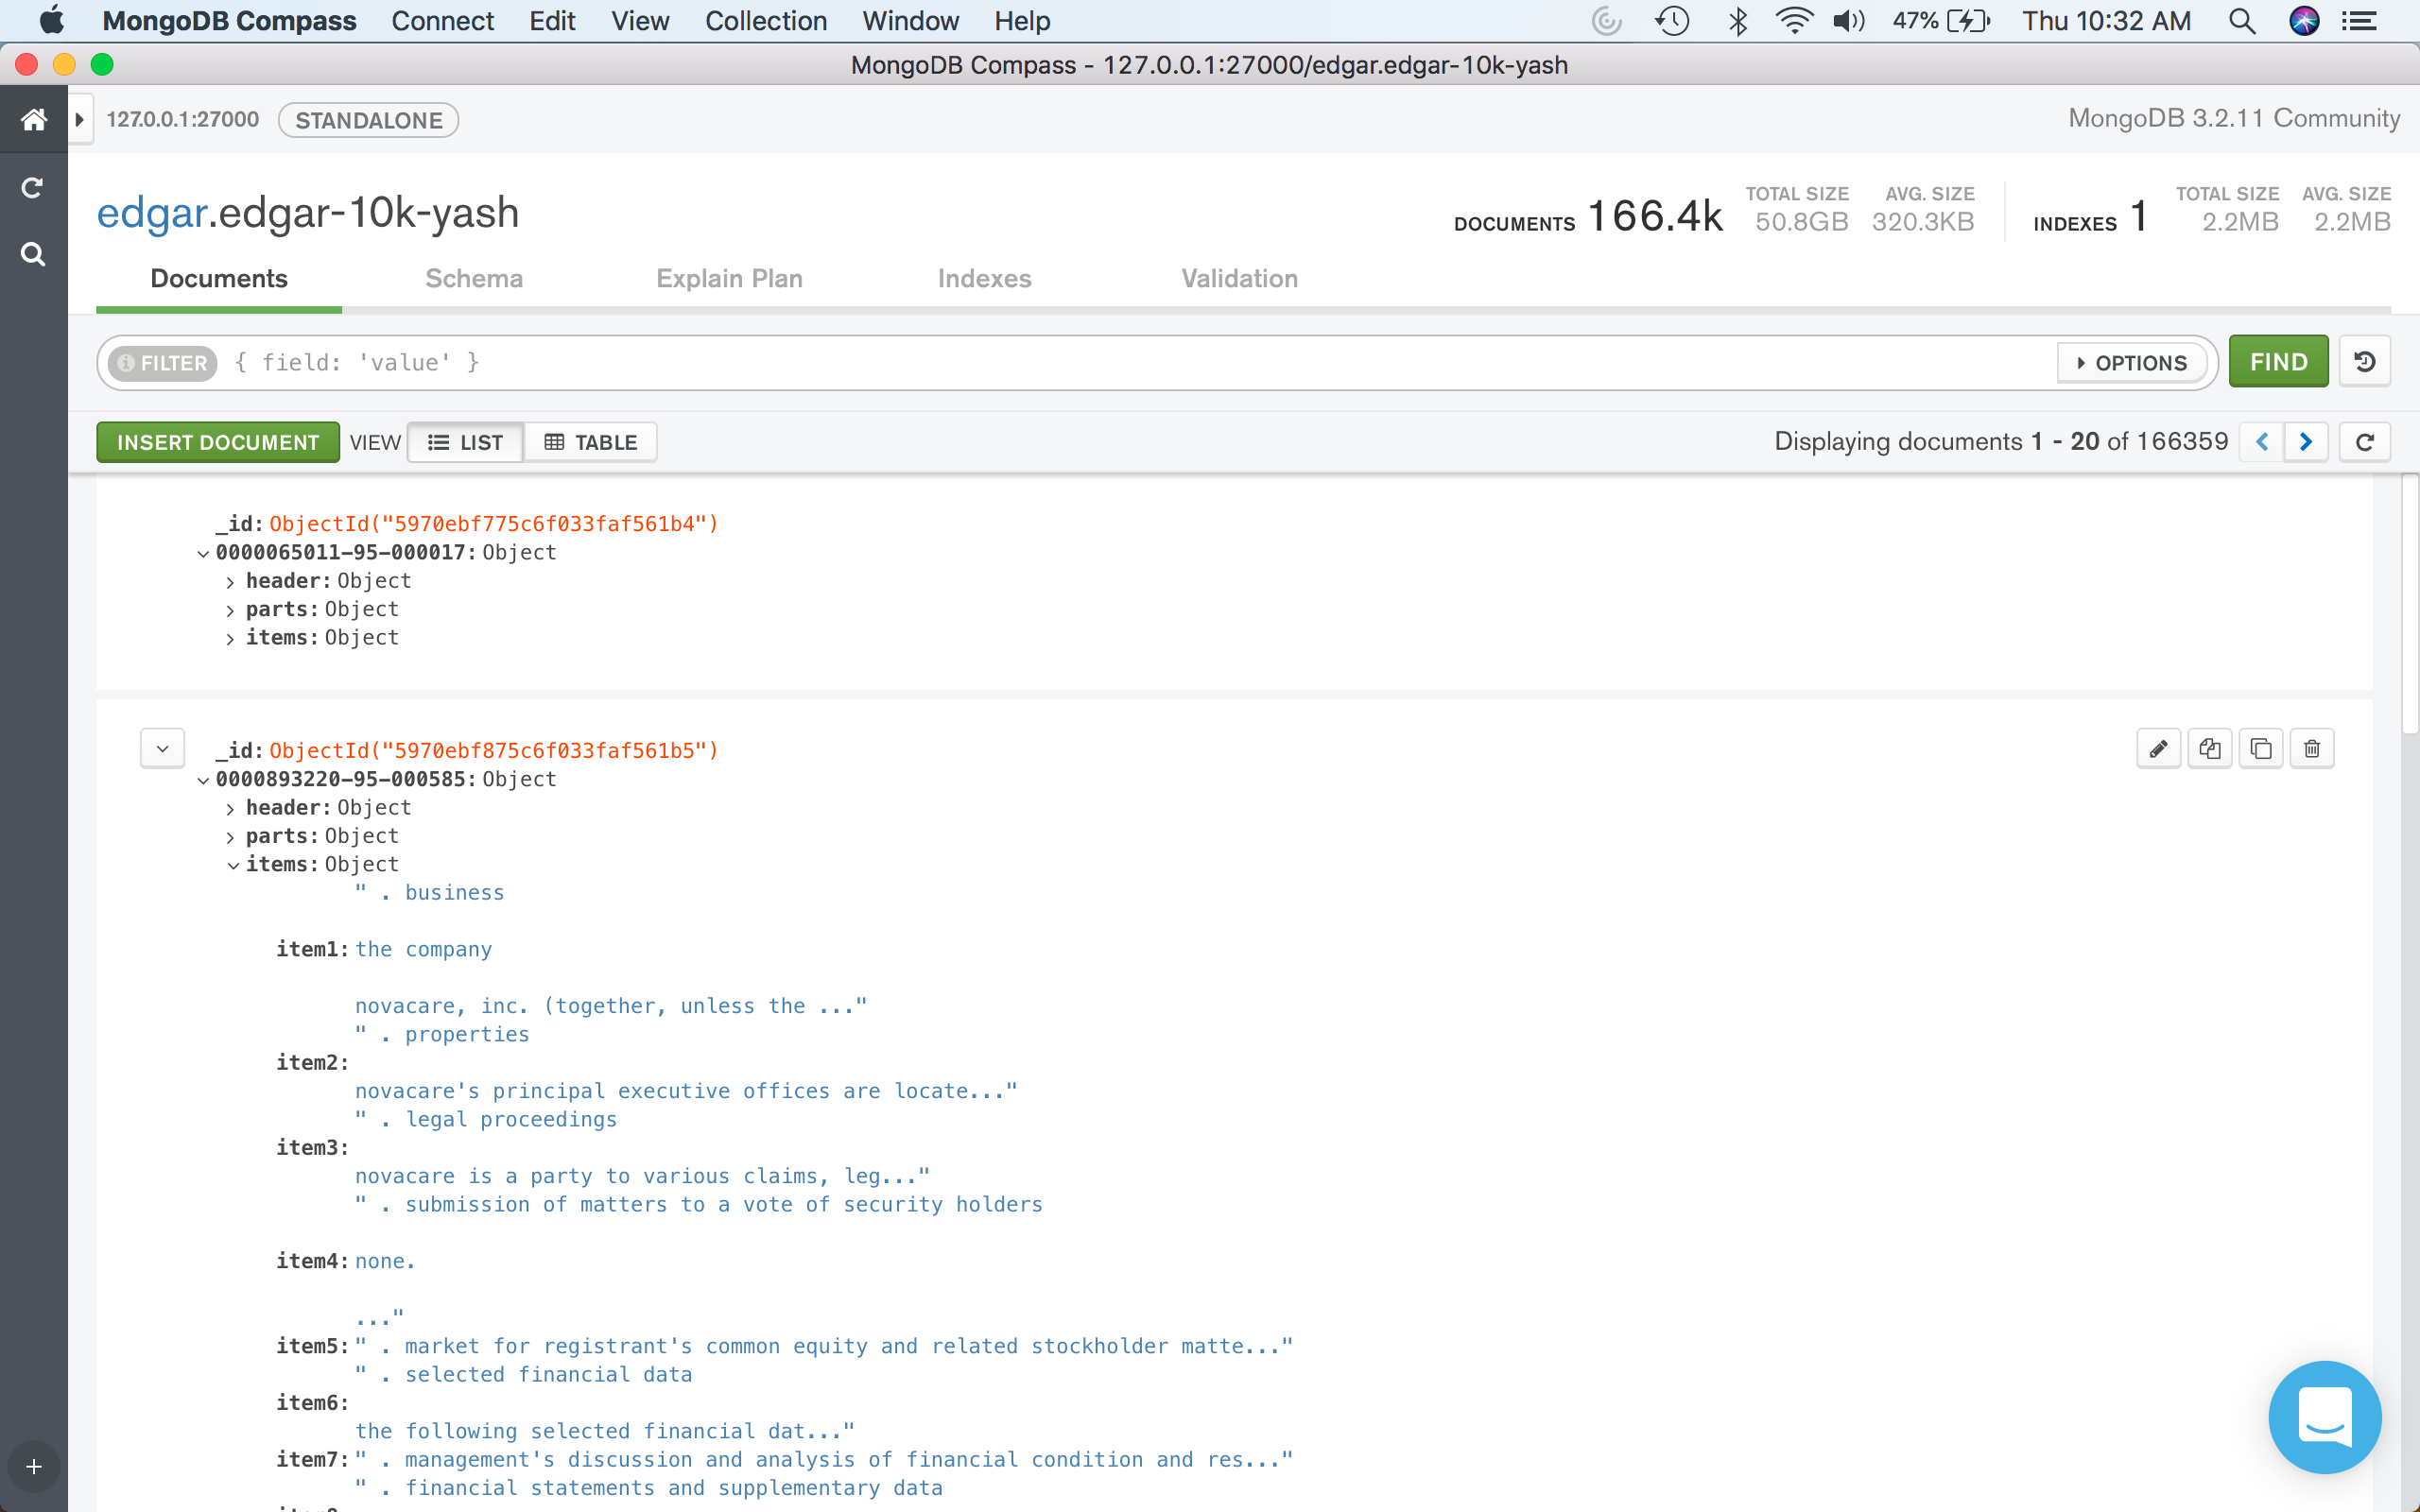 MongoDB Compass Connect Edit View Collection Window Help 47% Thu 10:32 AM
MongoDB Compass - 127.0.0.1:27000/edgar.edgar-10k-yash
127.0.0.1:27000 STANDALONE MongoDB 3.2.11 Community
edgar.edgar-10k-yash DOCUMENTS 166.4k TOTAL SIZE 50.8GB AVG. SIZE 320.3KB INDEXES 1 TOTAL SIZE 2.2MB AVG. SIZE 2.2MB
Documents Schema Explain Plan Indexes Validation
FILTER { field: 'value' } OPTIONS FIND
INSERT DOCUMENT VIEW LIST TABLE Displaying documents 1 - 20 of 166359
_id: ObjectId("5970ebf775c6f033faf561b4")
0000065011-95-000017: Object
header: Object
parts: Object
items: Object
_id: ObjectId("5970ebf875c6f033faf561b5")
0000893220-95-000585: Object
header: Object
parts: Object
items: Object
" . business
item1: the company
novacare, inc. (together, unless the ..."
" . properties
item2:
novacare's principal executive offices are locate..."
" . legal proceedings
item3:
novacare is a party to various claims, leg..."
" . submission of matters to a vote of security holders
item4: none.
..."
item5: " . market for registrant's common equity and related stockholder matte..."
" . selected financial data
item6:
the following selected financial dat..."
item7: " . management's discussion and analysis of financial condition and res..."
" . financial statements and supplementary data